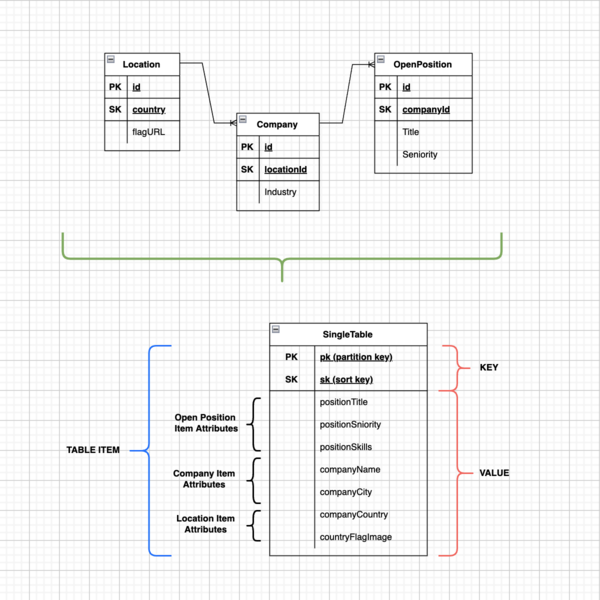 Location
PK id
SK country
flagURL
Company
PK id
SK locationId
Industry
OpenPosition
PK id
SK companyId
Title
Seniority
SingleTable
PK pk (partition key)
SK sk (sort key)
positionTitle
positionSniority
positionSkills
companyName
companyCity
companyCountry
countryFlagImage
TABLE ITEM
Open Position
Item Attributes
Company Item
Attributes
Location Item
Attributes
KEY
VALUE